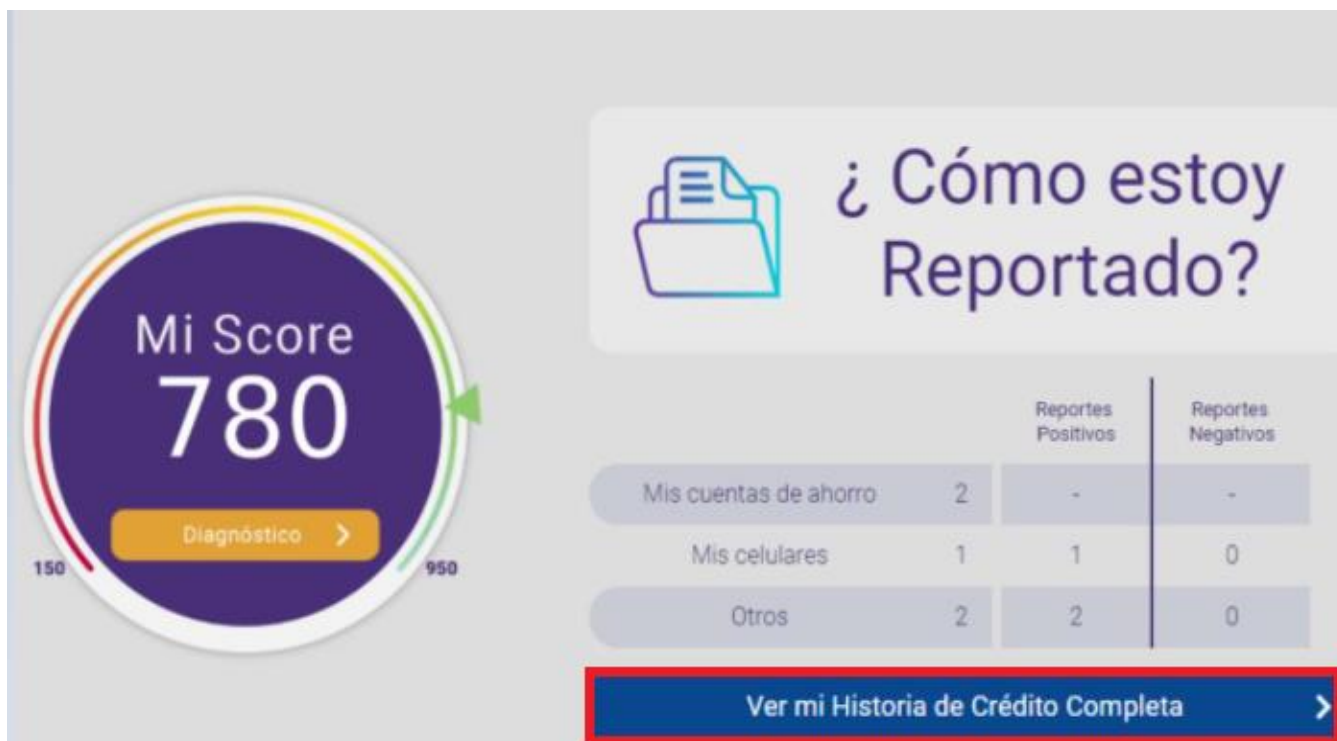 Mi Score
780
Diagnóstico
150
950
¿ Cómo estoy
Reportado?
Reportes
Positivos
Reportes
Negativos
Mis cuentas de ahorro 2 - -
Mis celulares 1 1 0
Otros 2 2 0
Ver mi Historia de Crédito Completa